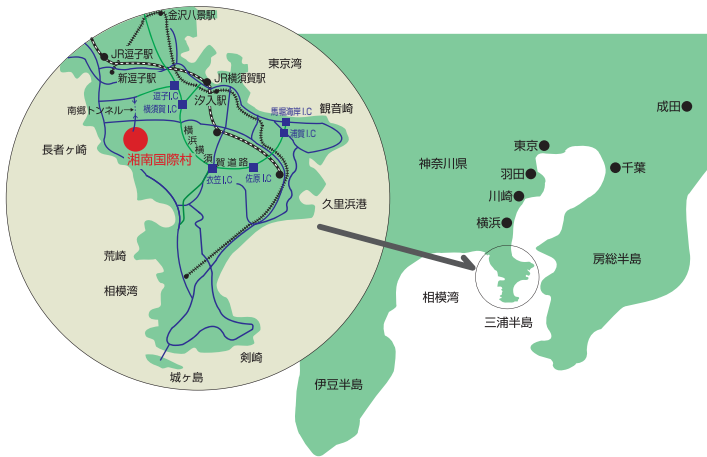 金沢八景駅
JR逗子駅
新逗子駅
東京湾
JR横須賀駅
逗子I.C
汐入駅
横須賀I.C
南郷トンネル→
馬堀海岸I.C
観音崎
浦賀I.C
長者ヶ崎
湘南国際村
横浜横須賀道路
衣笠I.C
佐原I.C
久里浜港
荒崎
相模湾
剣崎
城ヶ島
成田
東京
神奈川県
羽田
千葉
川崎
横浜
房総半島
相模湾
三浦半島
伊豆半島